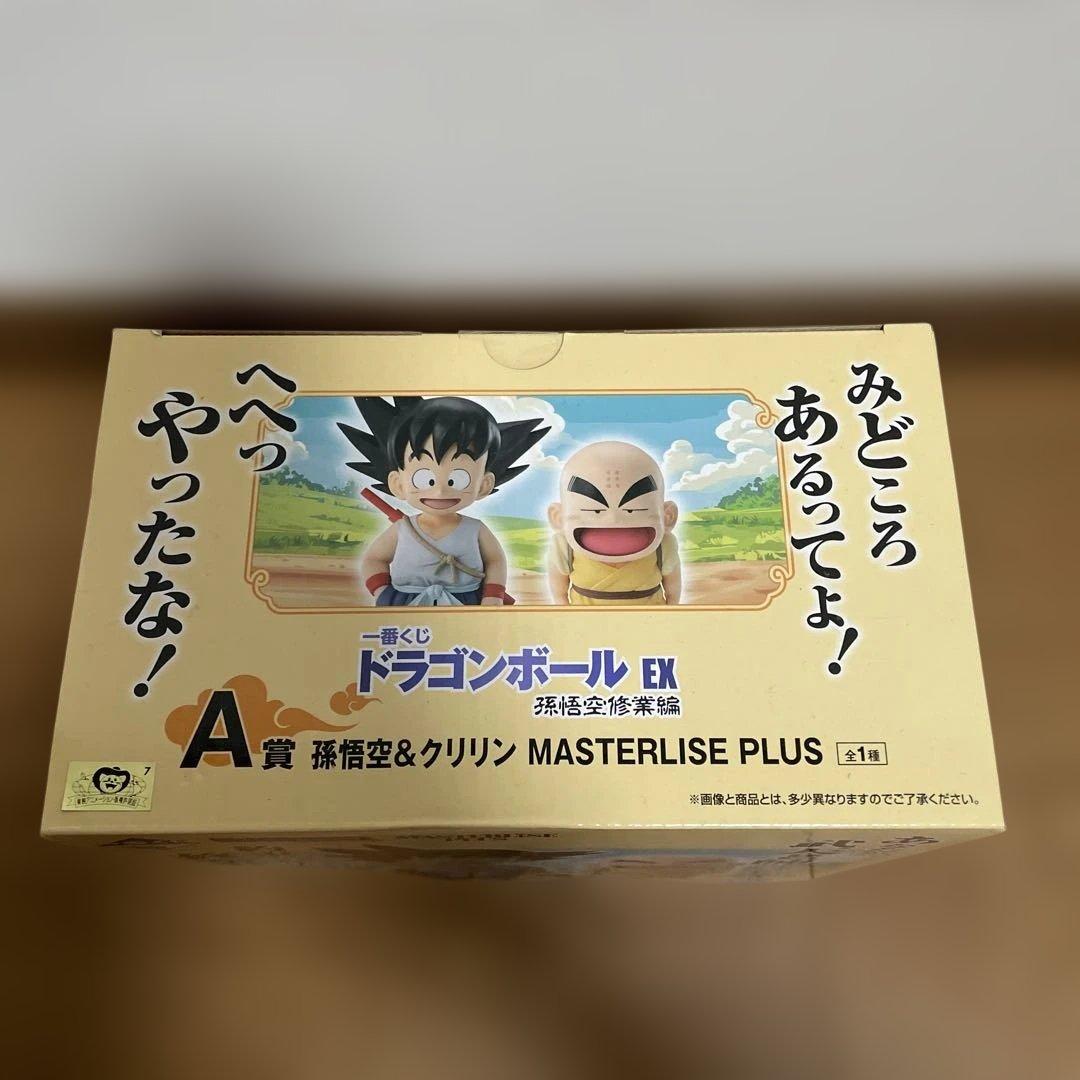 みどころ
あるってよ!
へへっ
やったな!
一番くじ
ドラゴンボール EX
孫悟空修業編
A賞 孫悟空&クリリン MASTERLISE PLUS 全1種
7
※画像と商品とは、多少異なりますのでご了承ください。